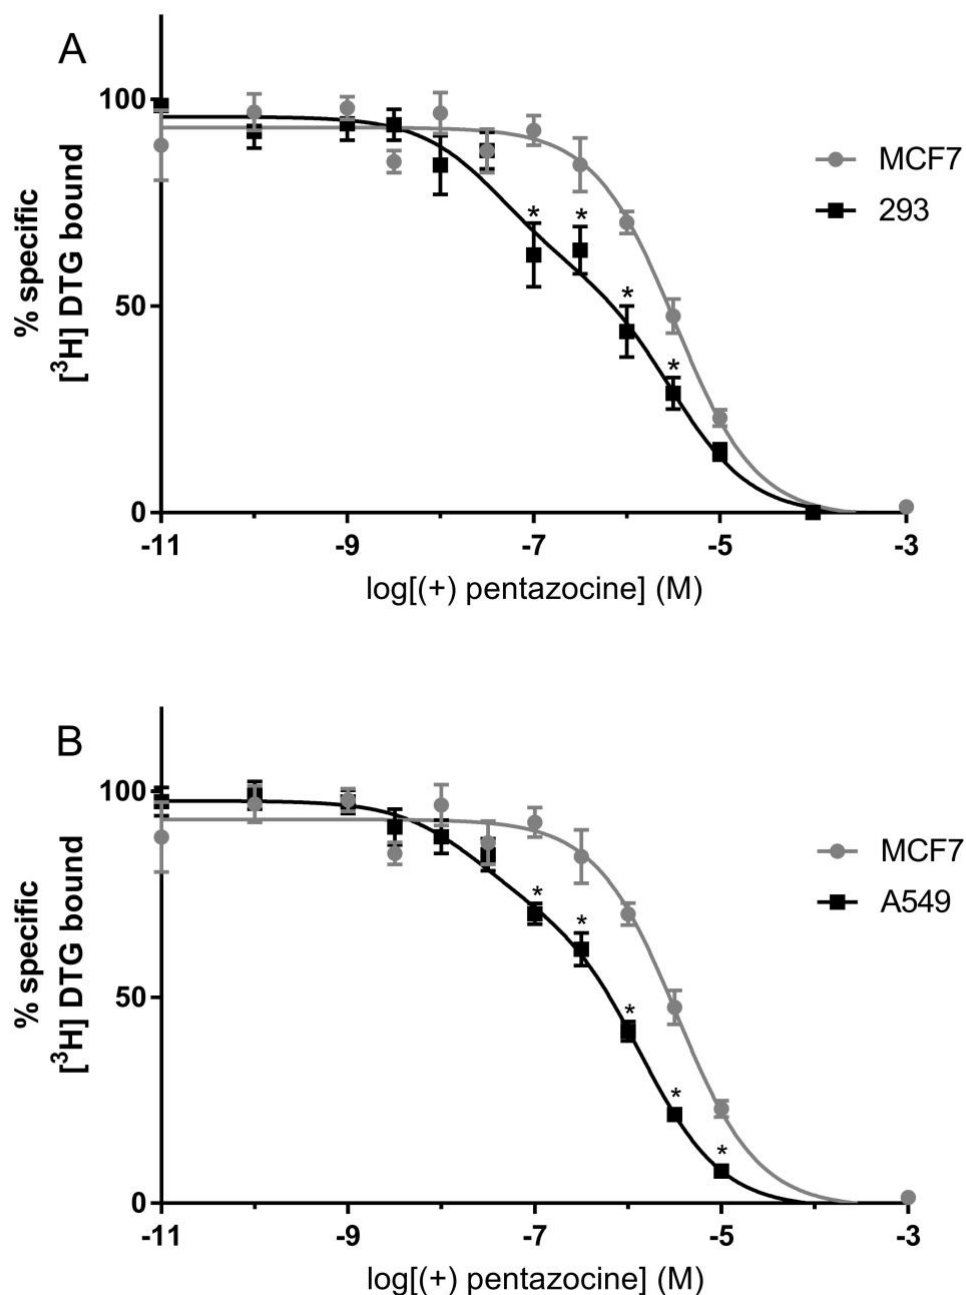 A
100
50
0
% specific
[³H] DTG bound
MCF7
293
*
*
*
*
-11
-9
-7
-5
-3
log[(+) pentazocine] (M)
B
100
50
0
% specific
[³H] DTG bound
MCF7
A549
*
*
*
*
*
-11
-9
-7
-5
-3
log[(+) pentazocine] (M)